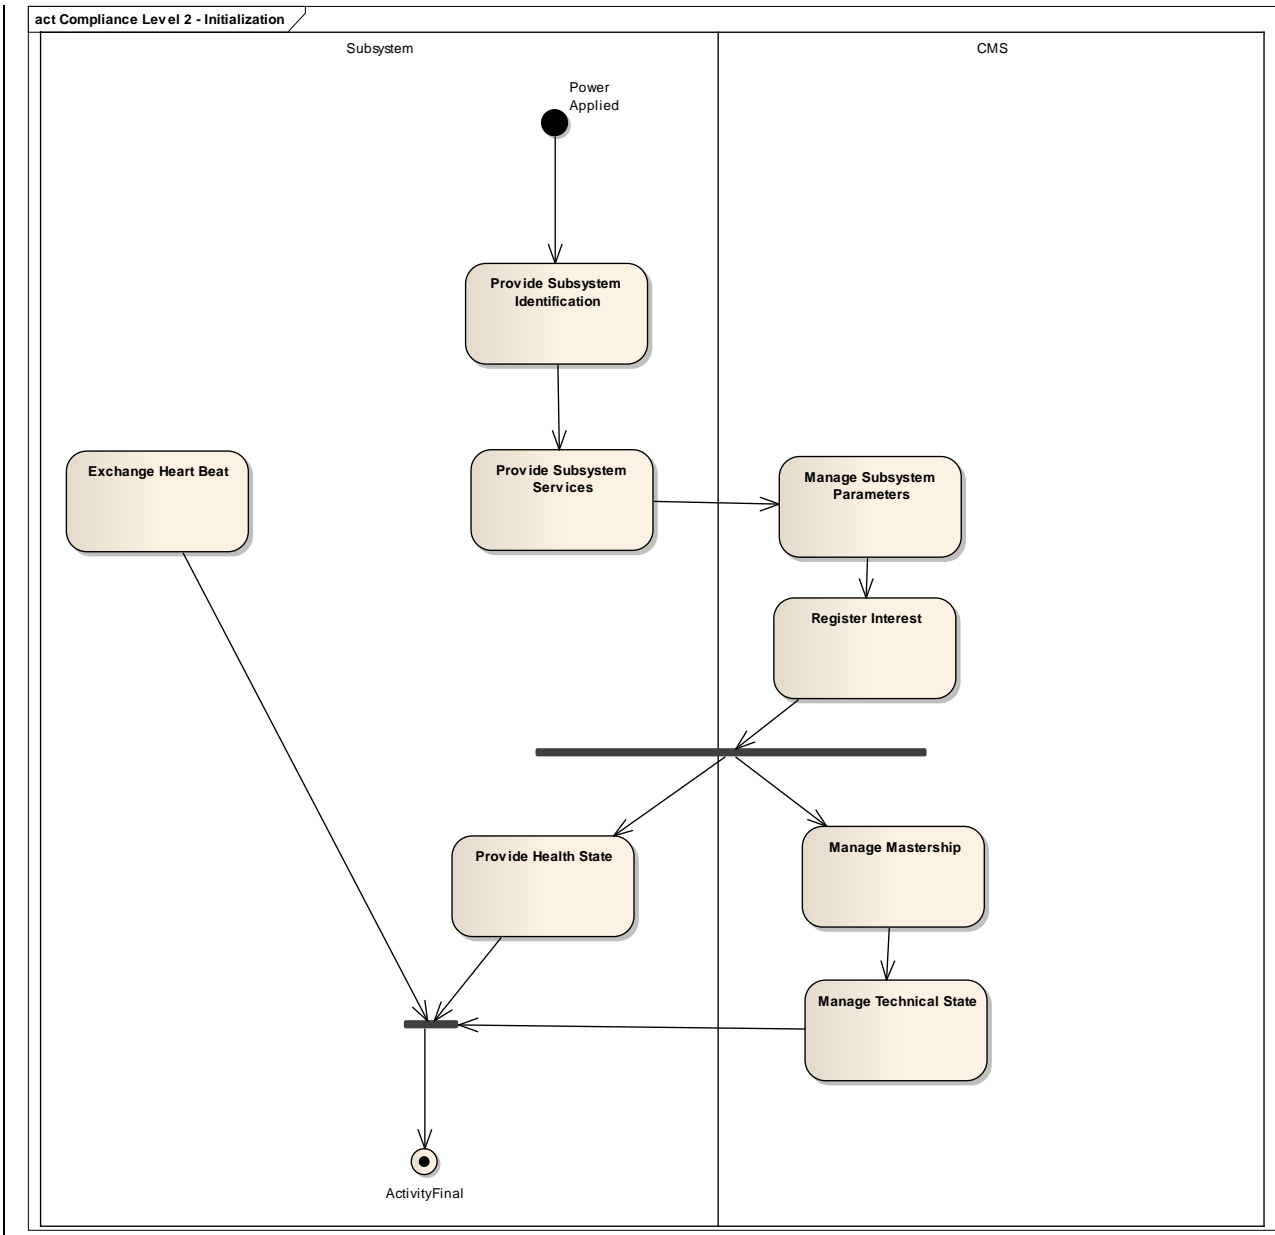 act Compliance Level 2 - Initialization
Subsystem
CMS
Power
Applied
Provide Subsystem
Identification
Exchange Heart Beat
Provide Subsystem
Services
Manage Subsystem
Parameters
Register Interest
Provide Health State
Manage Mastership
Manage Technical State
ActivityFinal